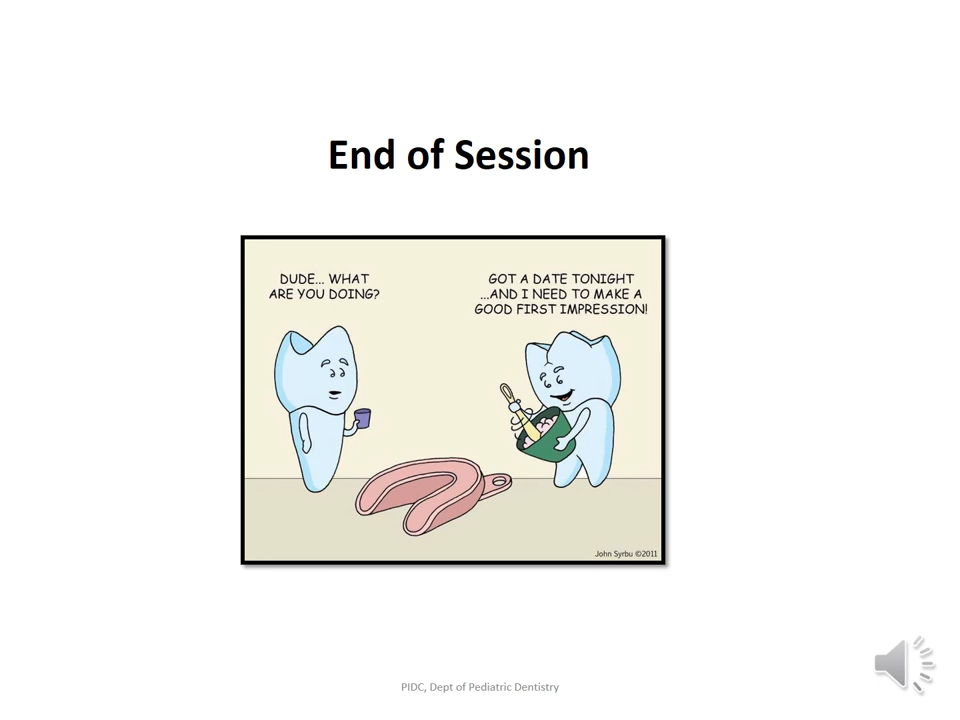 End of Session
DUDE... WHAT
ARE YOU DOING?
GOT A DATE TONIGHT
...AND I NEED TO MAKE A
GOOD FIRST IMPRESSION!
John Syrbu ©2011
PIDC, Dept of Pediatric Dentistry